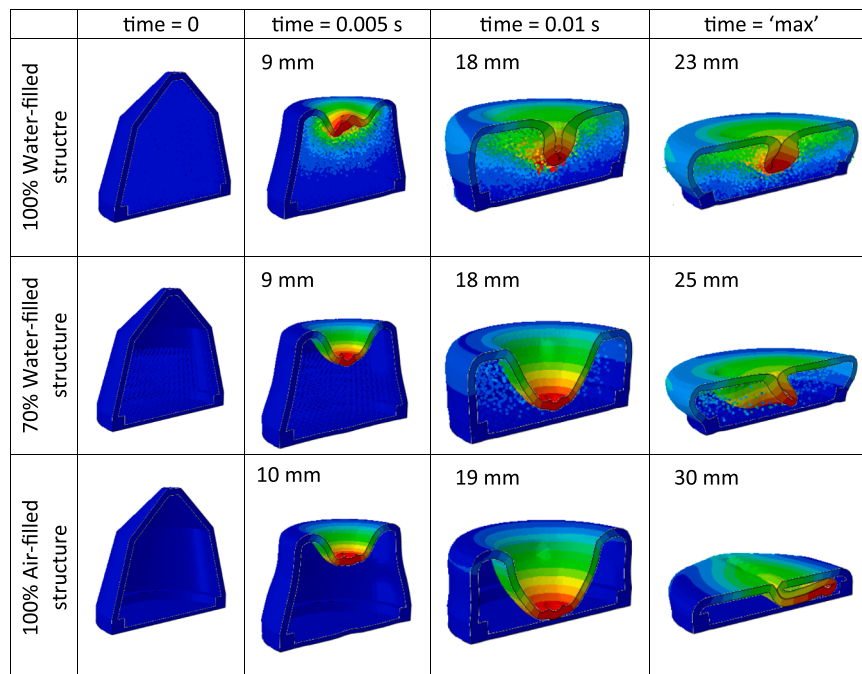 time = 0
time = 0.005 s
time = 0.01 s
time = ‘max’
100% Water-filled
structre
9 mm
18 mm
23 mm
70% Water-filled
structure
9 mm
18 mm
25 mm
100% Air-filled
structure
10 mm
19 mm
30 mm